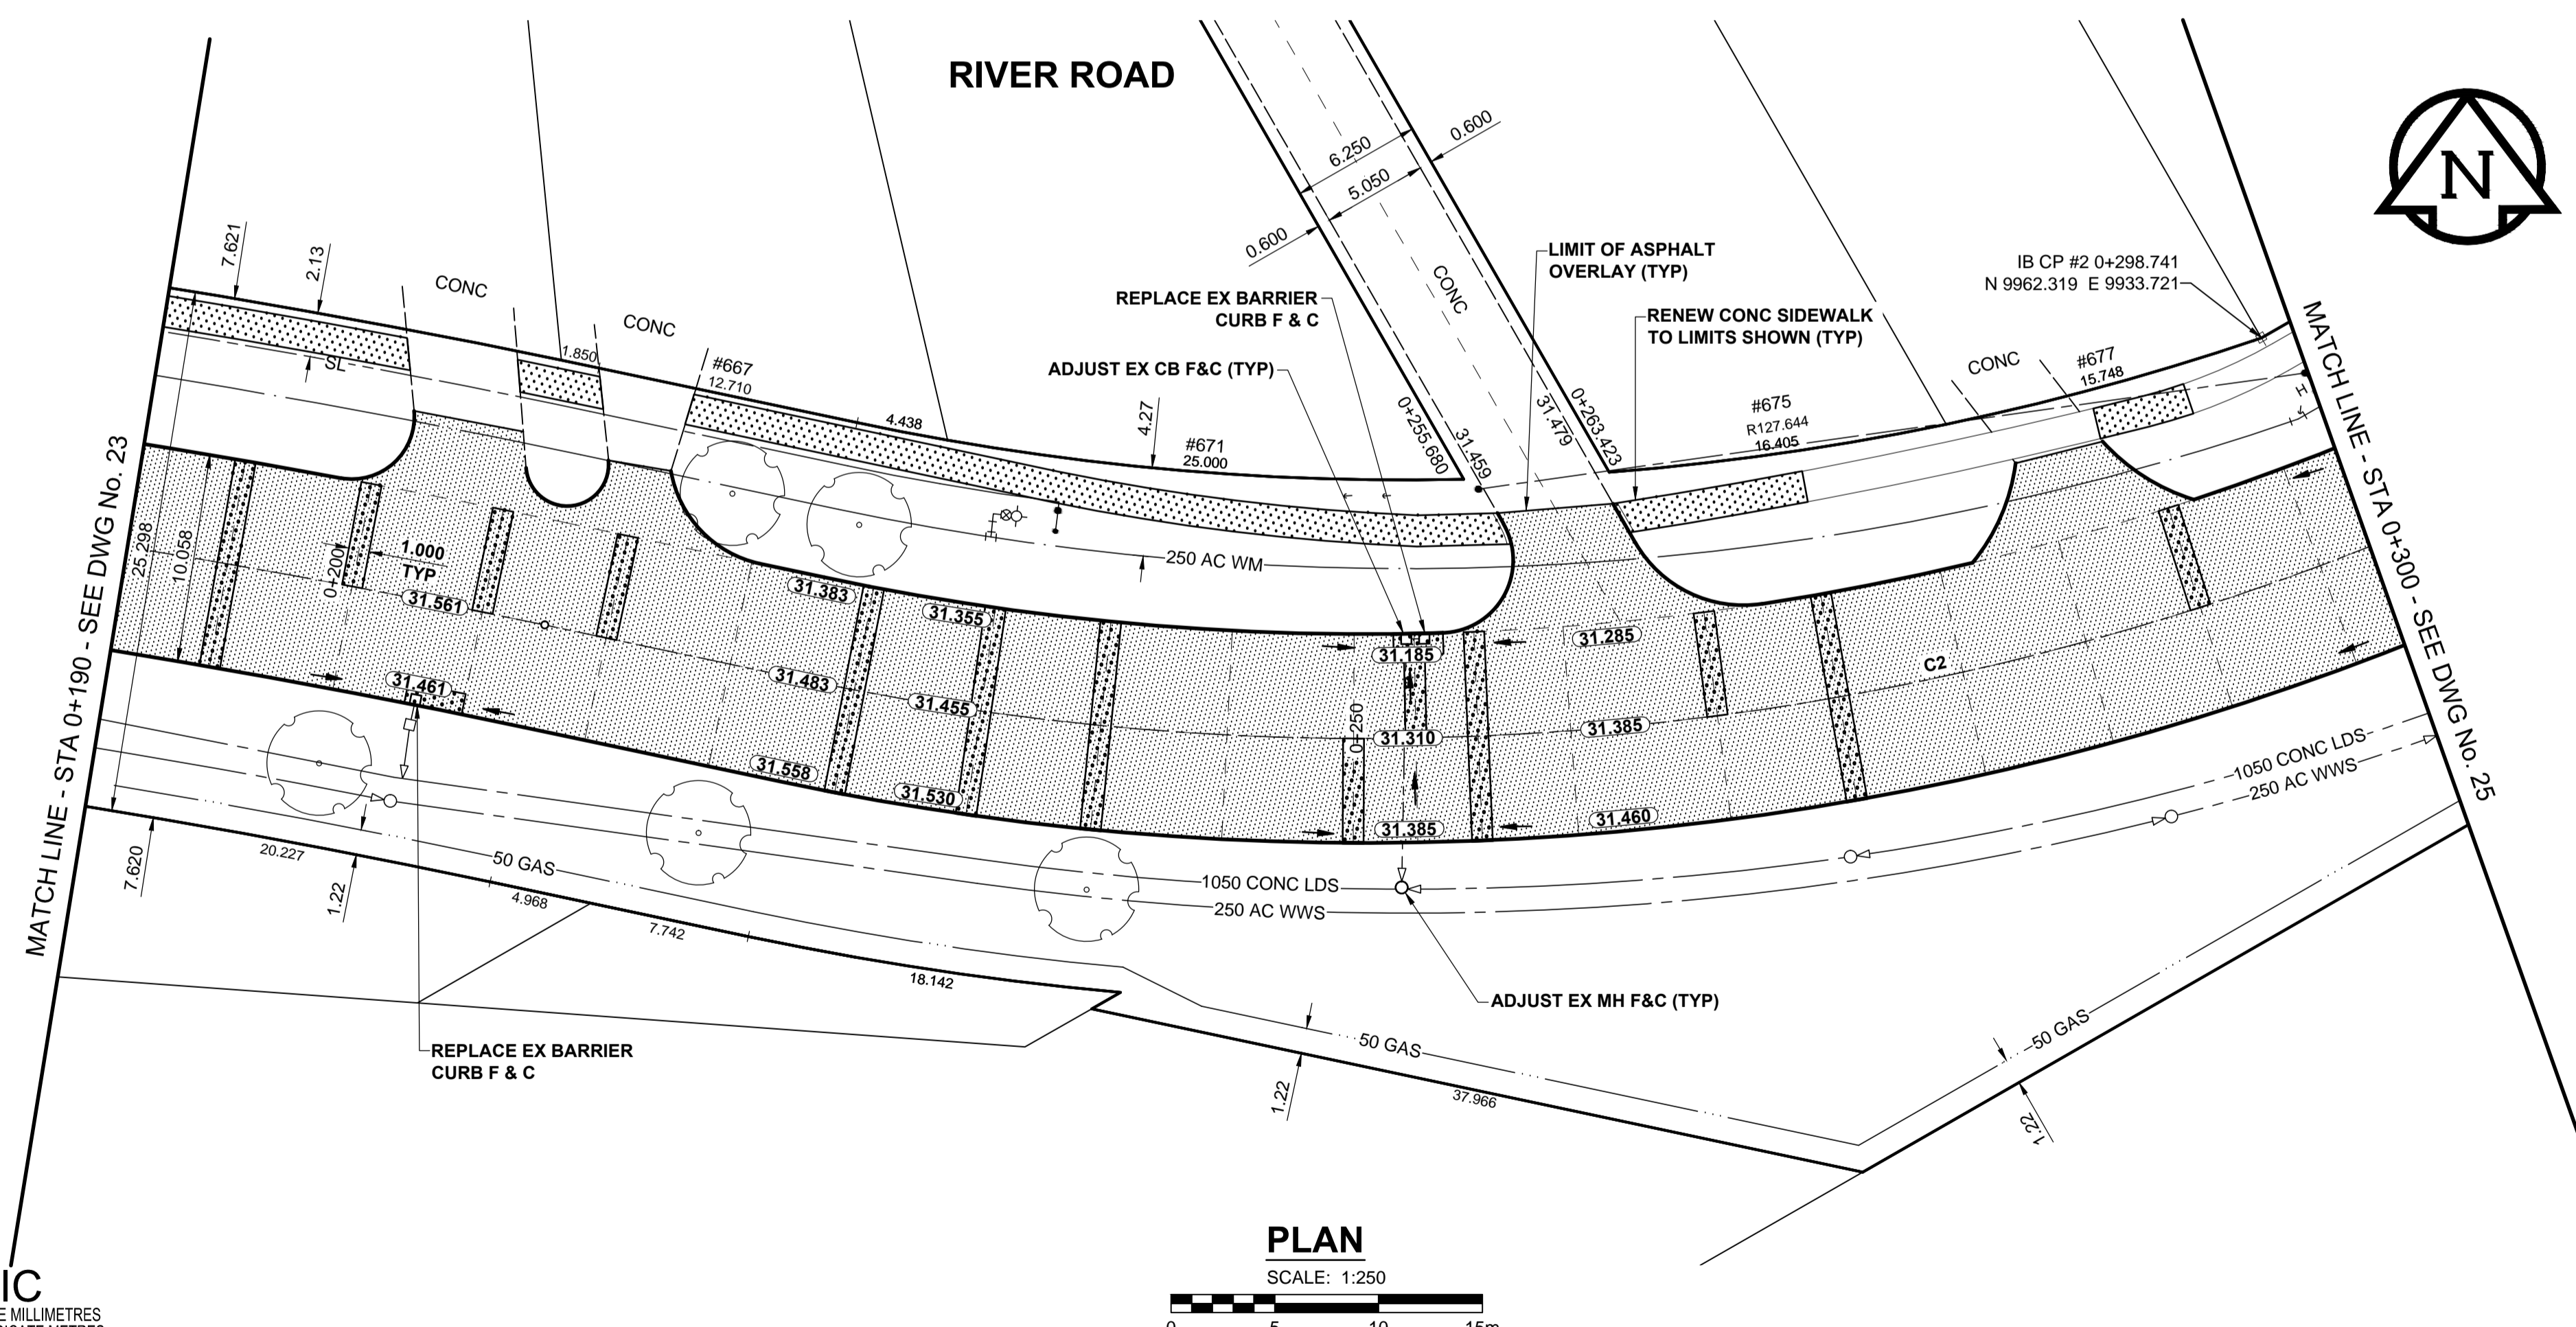 RIVER ROAD
N
6.250
0.600
5.050
0.600
7.621
2.13
CONC
CONC
CONC
LIMIT OF ASPHALT
OVERLAY (TYP)
IB CP #2 0+298.741
N 9962.319 E 9933.721
REPLACE EX BARRIER
CURB F & C
RENEW CONC SIDEWALK
TO LIMITS SHOWN (TYP)
ADJUST EX CB F&C (TYP)
SL
1.850
#667
12.710
4.438
4.27
#671
25.000
0+255.680
31.459
31.479
0+263.423
#675
R127.644
16.405
CONC
#677
15.748
H
MATCH LINE - STA 0+190 - SEE DWG No. 23
MATCH LINE - STA 0+300 - SEE DWG No. 25
25.298
10.058
0+200
1.000
TYP
31.561
31.461
250 AC WM
31.383
31.355
31.483
31.455
31.558
31.530
0+250
31.185
31.310
31.385
31.285
31.385
31.460
C2
1050 CONC LDS
250 AC WWS
1050 CONC LDS
250 AC WWS
7.620
20.227
1.22
50 GAS
4.968
7.742
18.142
ADJUST EX MH F&C (TYP)
REPLACE EX BARRIER
CURB F & C
1.22
50 GAS
37.966
50 GAS
1.22
PLAN
SCALE: 1:250
0 5 10 15m
IC
E MILLIMETRES